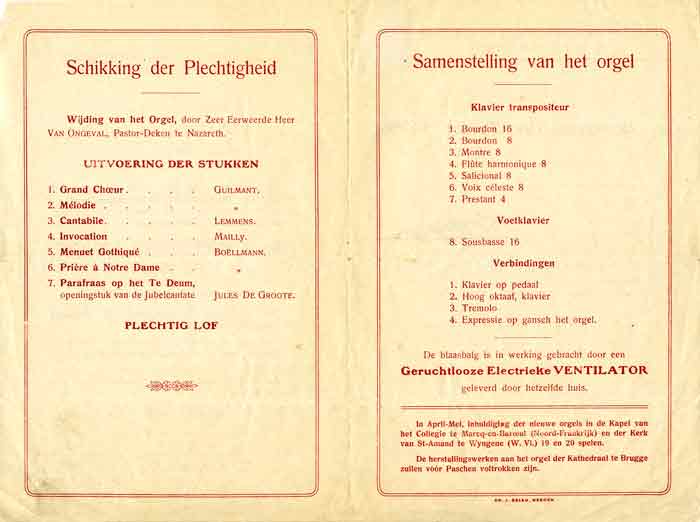 Schikking der Plechtigheid
Wijding van het Orgel, door Zeer Eerweerde Heer
VAN ONGEVAL, Pastor-Deken te Nazareth.
UITVOERING DER STUKKEN
1. Grand Chœur. . . . . GUILMANT.
2. Mélodie . . . . . . „
3. Cantabile. . . . . . LEMMENS.
4. Invocation . . . . MAILLY.
5. Menuet Gothiqué . . . BOËLLMANN.
6. Prière à Notre Dame . . „
7. Parafraas op het Te Deum,
openingstuk van de Jubelcantate JULES DE GROOTE.
PLECHTIG LOF
Samenstelling van het orgel
Klavier transpositeur
1. Bourdon 16
2. Bourdon 8
3. Montre 8
4. Flûte harmonique 8
5. Salicional 8
6. Voix céleste 8
7. Prestant 4
Voetklavier
8. Sousbasse 16
Verbindingen
1. Klavier op pedaal
2. Hoog oktaaf, klavier
3. Tremolo
4. Expressie op gansch het orgel.
De blaasbalg is in werking gebracht door een
Geruchtlooze Electrieke VENTILATOR
geleverd door hetzelfde huis.
In April-Mei, inhuldiging der nieuwe orgels in de Kapel van
het Collegie te Marcq-en-Barœul (Noord-Frankrijk) en der Kerk
van St-Amand te Wyngene (W. Vl.) 19 en 20 spelen.
De herstellingswerken aan het orgel der Kathedraal te Brugge
zullen vóór Paschen voltrokken zijn.